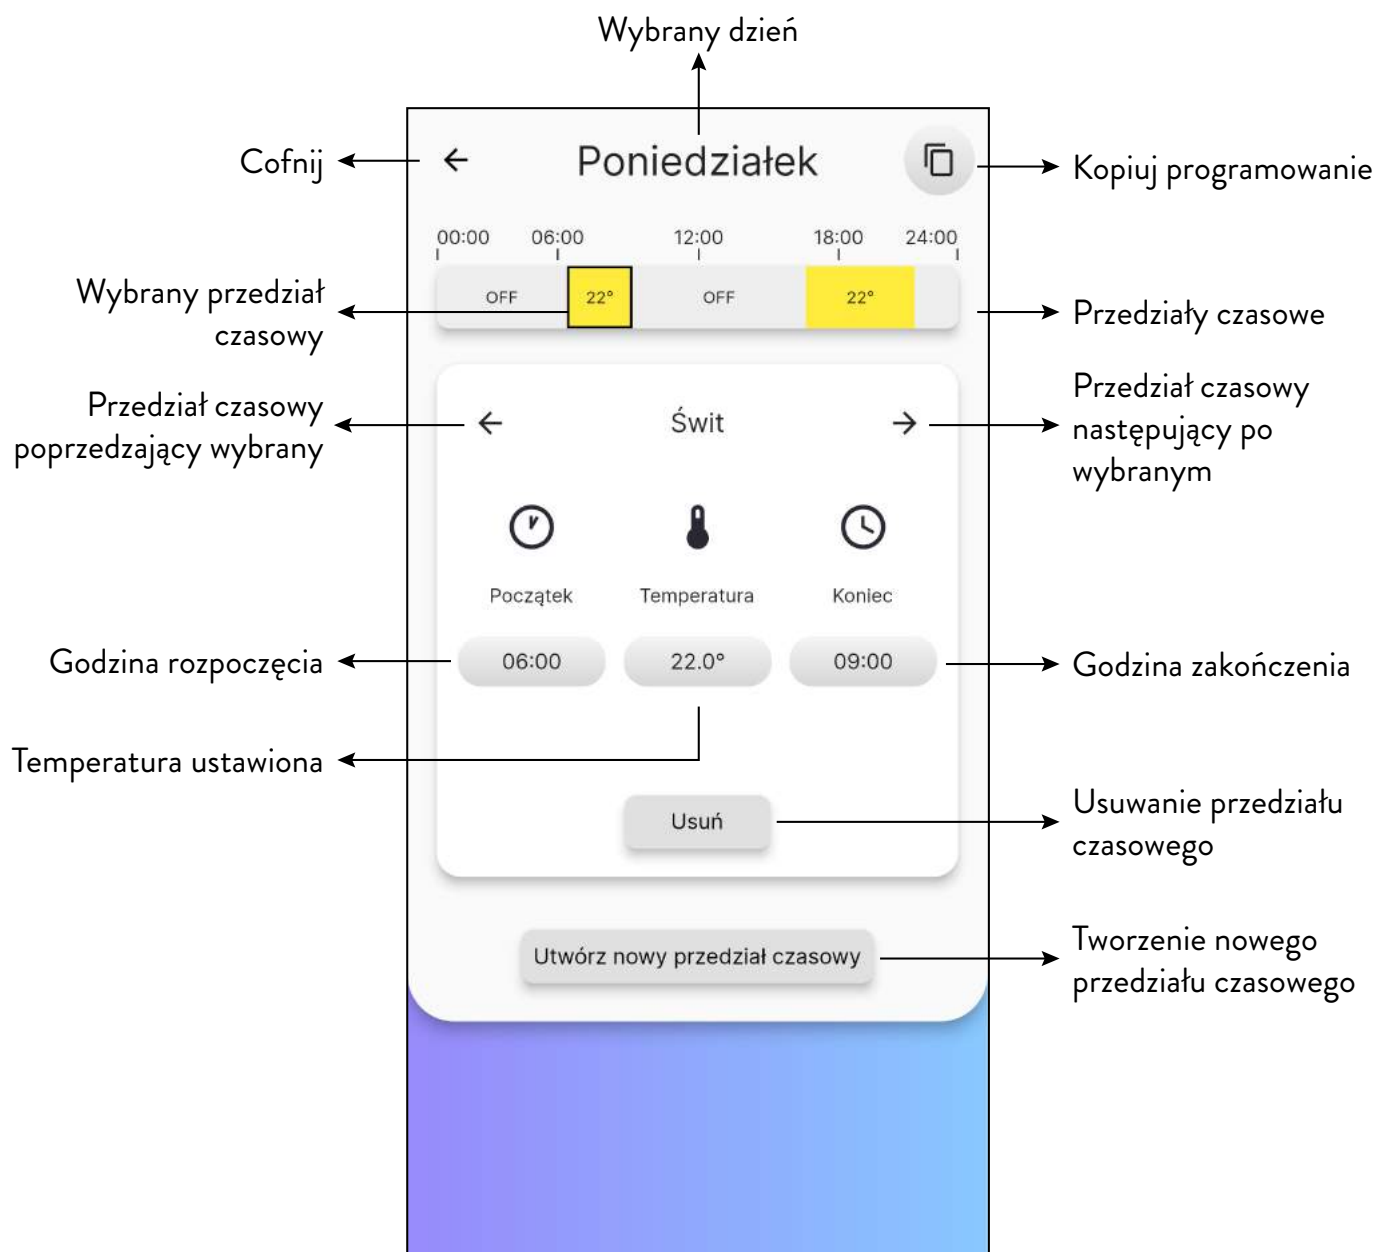 Wybrany dzień
Cofnij
Poniedziałek
Kopiuj programowanie
00:00 06:00 12:00 18:00 24:00
Wybrany przedział
czasowy
OFF 22° OFF 22°
Przedziały czasowe
Przedział czasowy
poprzedzający wybrany
Świt
Przedział czasowy
następujący po
wybranym
Początek Temperatura Koniec
Godzina rozpoczęcia
06:00 22.0° 09:00
Godzina zakończenia
Temperatura ustawiona
Usuń
Usuwanie przedziału
czasowego
Utwórz nowy przedział czasowy
Tworzenie nowego
przedziału czasowego